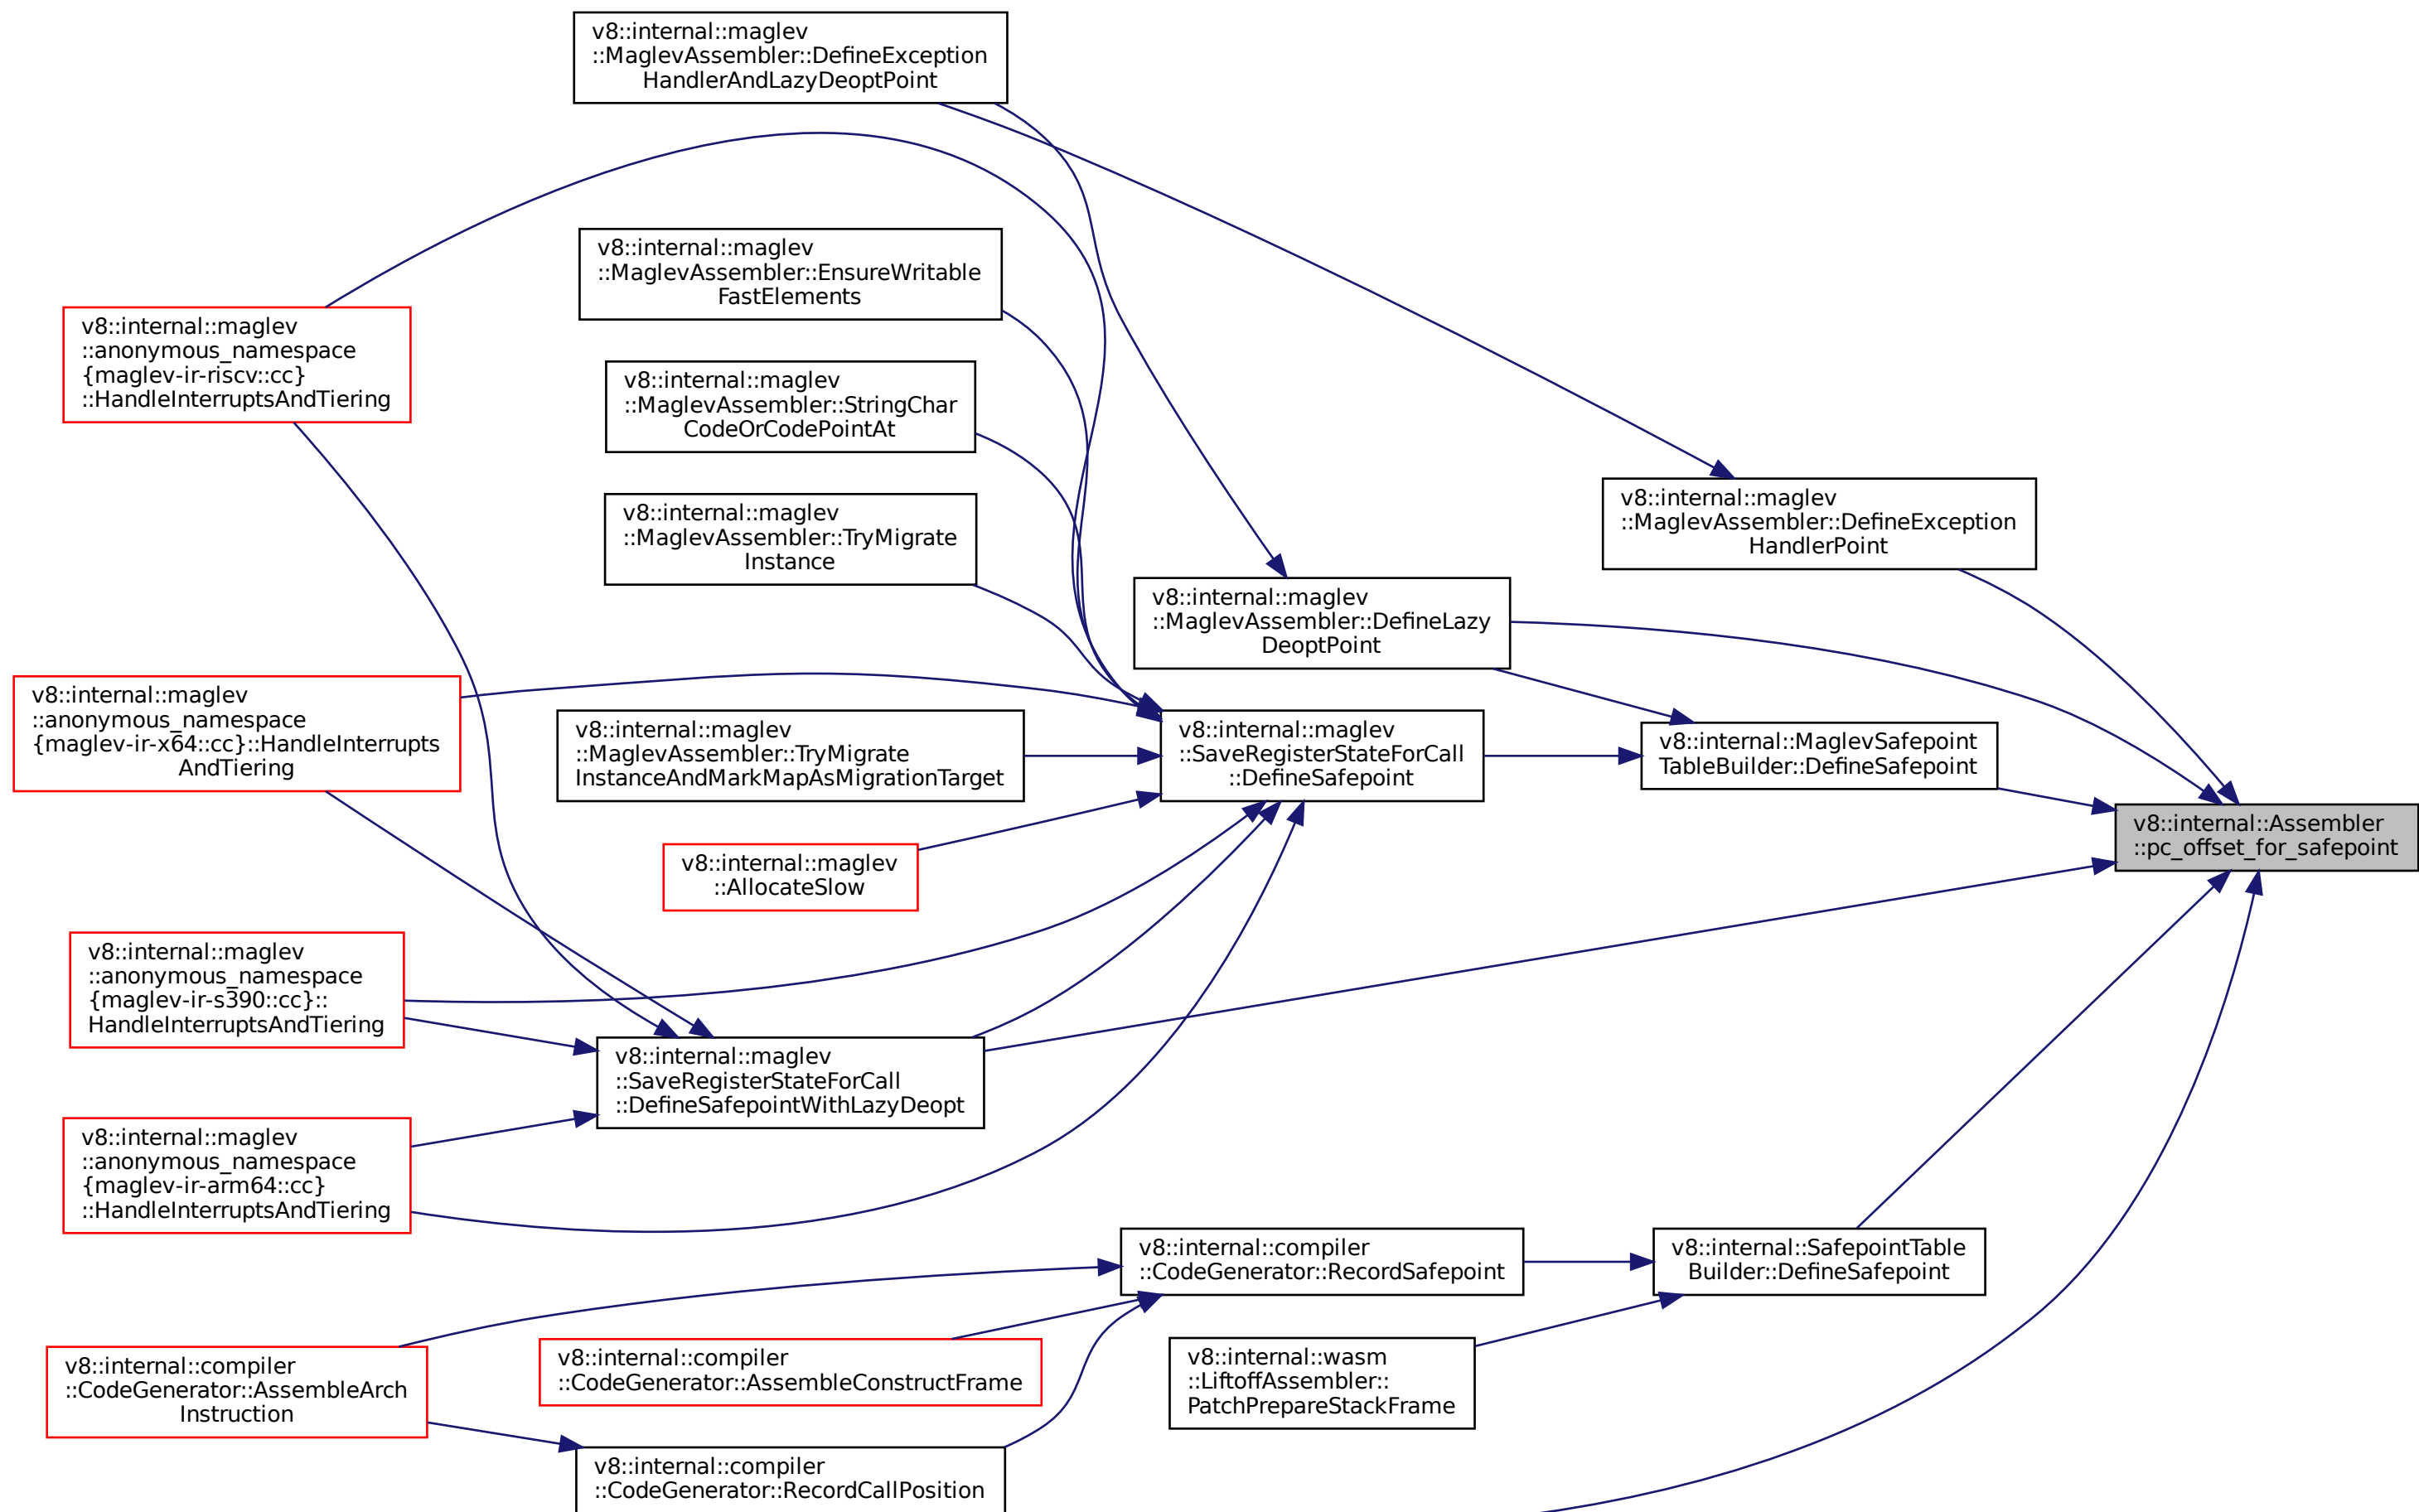 v8::internal::maglev
::MaglevAssembler::DefineException
HandlerAndLazyDeoptPoint
v8::internal::maglev
::MaglevAssembler::EnsureWritable
FastElements
v8::internal::maglev
::anonymous_namespace
{maglev-ir-riscv::cc}
::HandleInterruptsAndTiering
v8::internal::maglev
::MaglevAssembler::StringChar
CodeOrCodePointAt
v8::internal::maglev
::MaglevAssembler::TryMigrate
Instance
v8::internal::maglev
::MaglevAssembler::DefineException
HandlerPoint
v8::internal::maglev
::MaglevAssembler::DefineLazy
DeoptPoint
v8::internal::maglev
::anonymous_namespace
{maglev-ir-x64::cc}::HandleInterrupts
AndTiering
v8::internal::maglev
::MaglevAssembler::TryMigrate
InstanceAndMarkMapAsMigrationTarget
v8::internal::maglev
::SaveRegisterStateForCall
::DefineSafepoint
v8::internal::MaglevSafepoint
TableBuilder::DefineSafepoint
v8::internal::Assembler
::pc_offset_for_safepoint
v8::internal::maglev
::AllocateSlow
v8::internal::maglev
::anonymous_namespace
{maglev-ir-s390::cc}::
HandleInterruptsAndTiering
v8::internal::maglev
::SaveRegisterStateForCall
::DefineSafepointWithLazyDeopt
v8::internal::maglev
::anonymous_namespace
{maglev-ir-arm64::cc}
::HandleInterruptsAndTiering
v8::internal::compiler
::CodeGenerator::RecordSafepoint
v8::internal::SafepointTable
Builder::DefineSafepoint
v8::internal::compiler
::CodeGenerator::AssembleArch
Instruction
v8::internal::compiler
::CodeGenerator::AssembleConstructFrame
v8::internal::wasm
::LiftoffAssembler::
PatchPrepareStackFrame
v8::internal::compiler
::CodeGenerator::RecordCallPosition